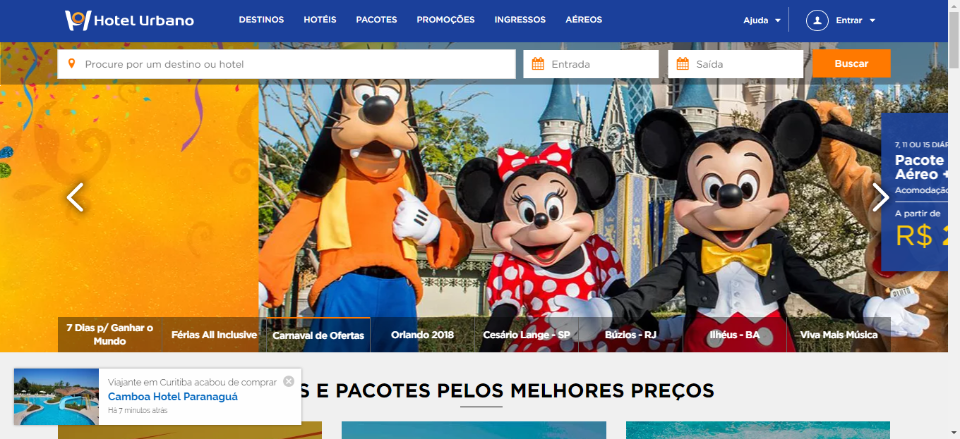 Hotel Urbano
DESTINOS HOTÉIS PACOTES PROMOÇÕES INGRESSOS AÉREOS
Ajuda Entrar
Procure por um destino ou hotel
Entrada
Saída
Buscar
7, 11 OU 15 DIÁR
Pacote
Aéreo +
Acomodação
A partir de
R$ 2
7 Dias p/ Ganhar o
Mundo
Férias All Inclusive
Carnaval de Ofertas
Orlando 2018
Cesário Lange - SP
Búzios - RJ
Ilhéus - BA
Viva Mais Música
S E PACOTES PELOS MELHORES PREÇOS
Viajante em Curitiba acabou de comprar
Camboa Hotel Paranaguá
Há 7 minutos atrás